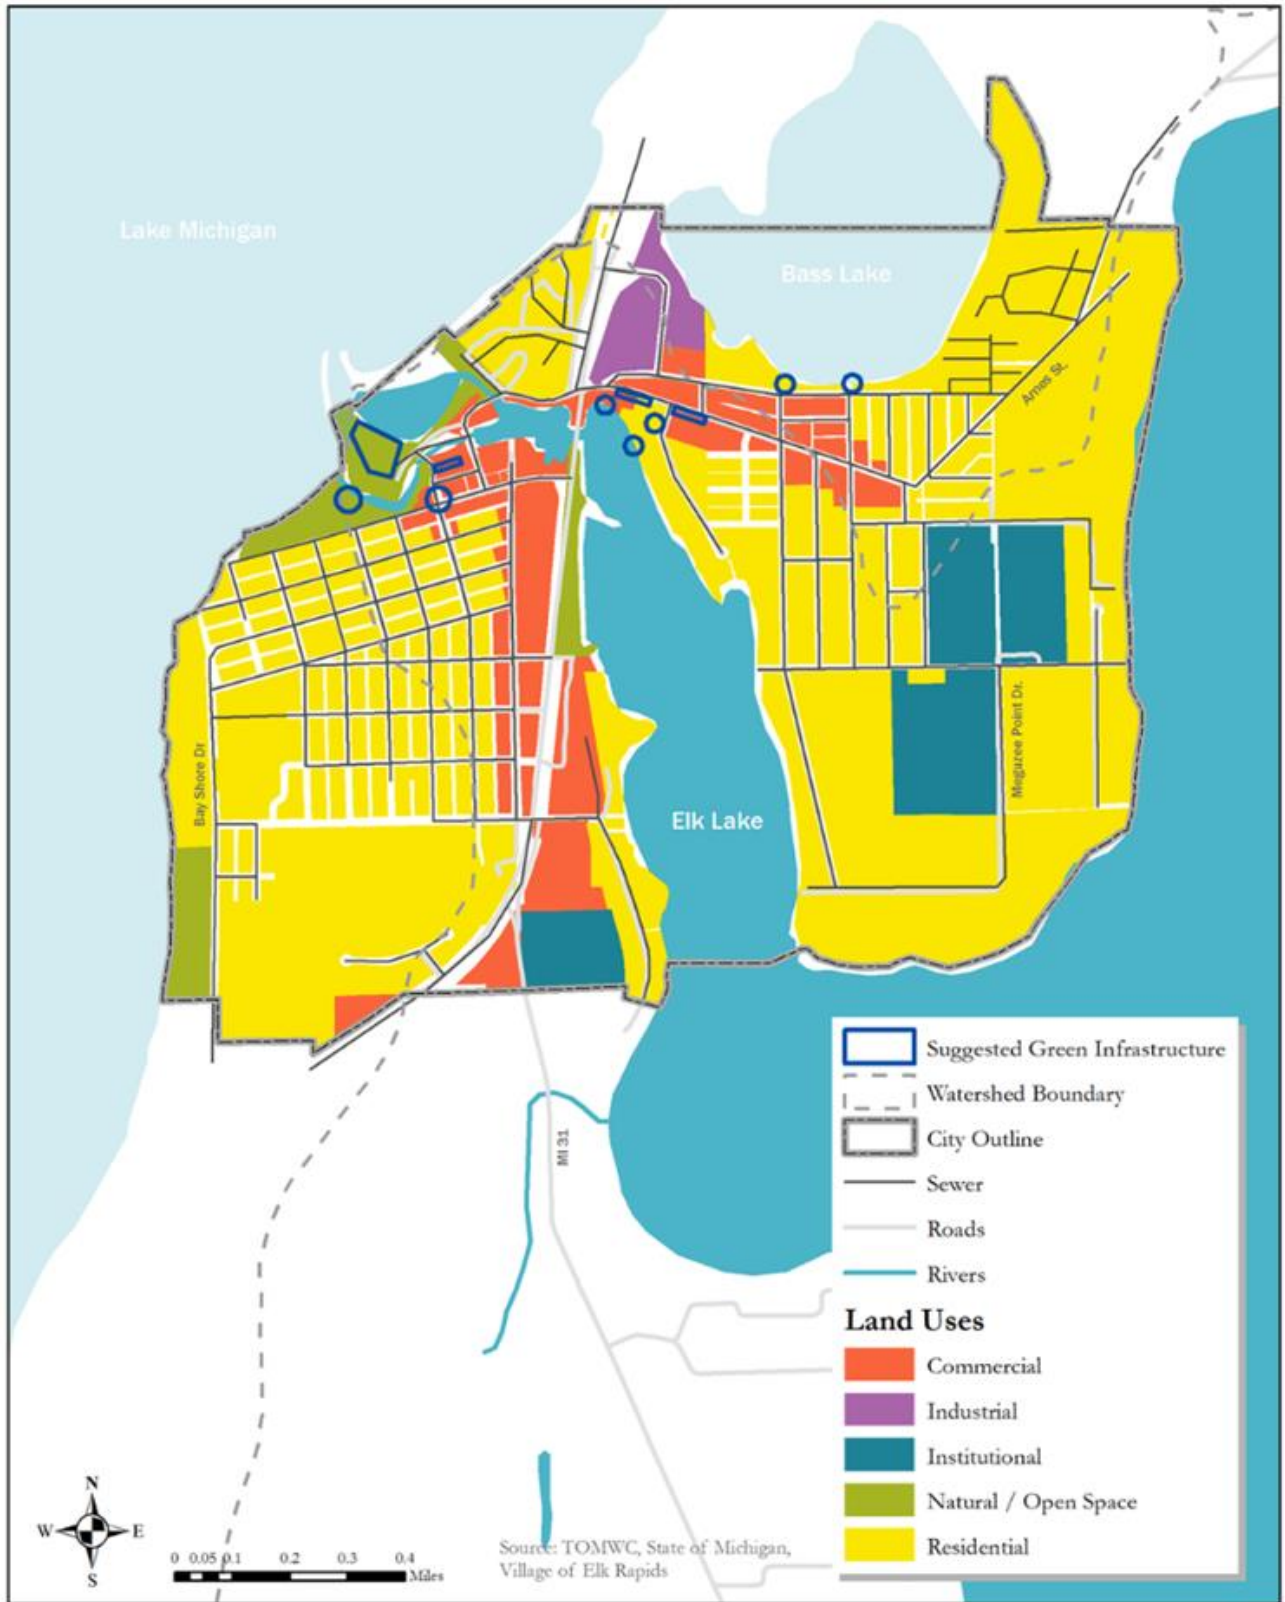 Lake Michigan
Bass Lake
Ames St.
Bay Shore Dr
Meguzee Point Dr.
Elk Lake
MI 31
Suggested Green Infrastructure
Watershed Boundary
City Outline
Sewer
Roads
Rivers
Land Uses
Commercial
Industrial
Institutional
Natural / Open Space
Residential
N
W E
S
0 0.05 0.1 0.2 0.3 0.4
Miles
Source: TOMWC, State of Michigan,
Village of Elk Rapids